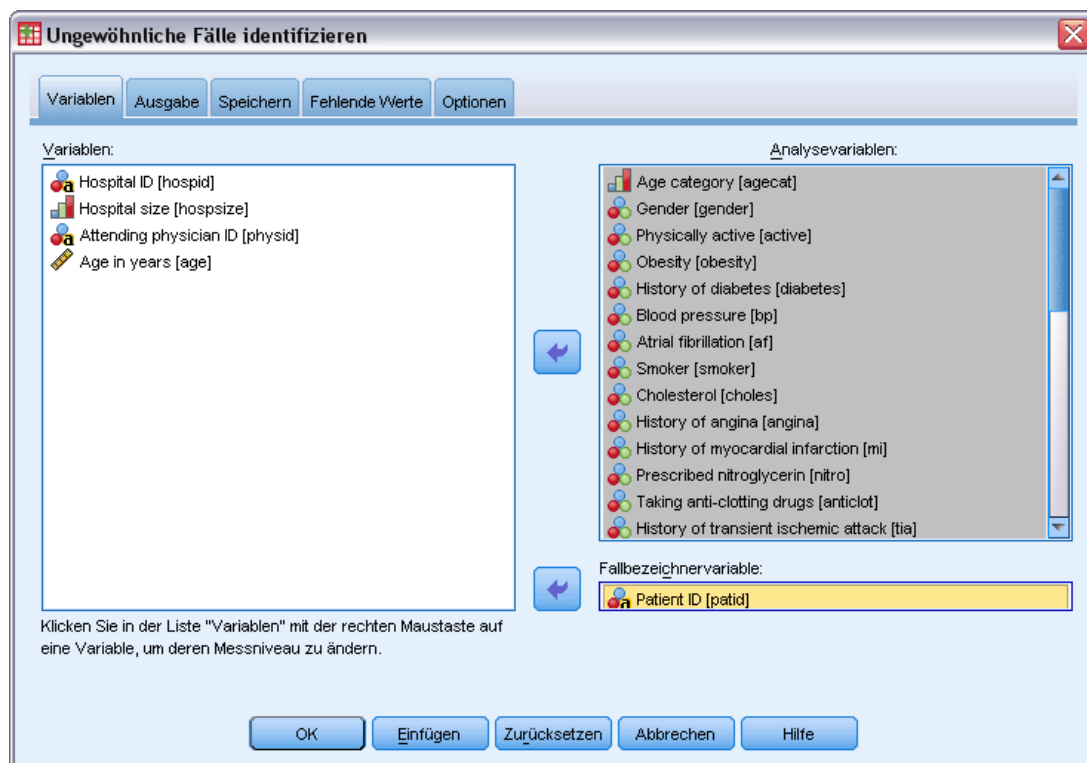 Ungewöhnliche Fälle identifizieren
Variablen
Ausgabe
Speichern
Fehlende Werte
Optionen
Variablen:
Hospital ID [hospid]
Hospital size [hospsize]
Attending physician ID [physid]
Age in years [age]
Klicken Sie in der Liste "Variablen" mit der rechten Maustaste auf
eine Variable, um deren Messniveau zu ändern.
Analysevariablen:
Age category [agecat]
Gender [gender]
Physically active [active]
Obesity [obesity]
History of diabetes [diabetes]
Blood pressure [bp]
Atrial fibrillation [af]
Smoker [smoker]
Cholesterol [choles]
History of angina [angina]
History of myocardial infarction [mi]
Prescribed nitroglycerin [nitro]
Taking anti-clotting drugs [anticlot]
History of transient ischemic attack [tia]
Fallbezeichnervariable:
Patient ID [patid]
OK
Einfügen
Zurücksetzen
Abbrechen
Hilfe